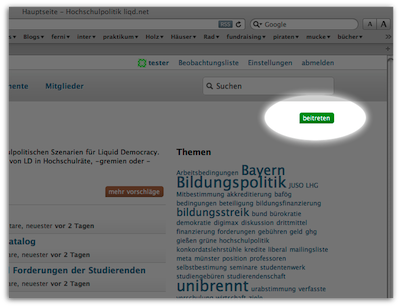 Hauptseite – Hochschulpolitik liqd.net
RSS
Google
A A
Blogs ferni inter praktikum Holz Häuser Rad fundraising piraten mucke bücher
tester Beobachtungsliste Einstellungen abmelden
mente Mitglieder
Suchen
beitreten
ulpolitischen Szenarien für Liquid Democracy.
von LD in Hochschulräte, -gremien oder -
mehr vorschläge
tare, neuester vor 2 Tagen
atalog
tare, neuester vor 2 Tagen
Forderungen der Studierenden
tare, neuester vor 2 Tagen
Themen
Arbeitsbedingungen Bayern
Bildungspolitik JUSO LHG
Mitbestimmung akkreditierung bafög
bedingungen beteiligung bildungsfinanzierung
bildungsstreik bund bürokratie
demokratie digimax diskussion drittmittel
finanzierung forderungen gebühren geld ghg
gießen grüne hochschulpolitik
konkordatslehrstühle kredite liberal mailingsliste
meta münster position professoren
selbstbestimmung seminare studentenwerk
studiengebüren studierendenschaft
unibrennt urabstimmung verfasste